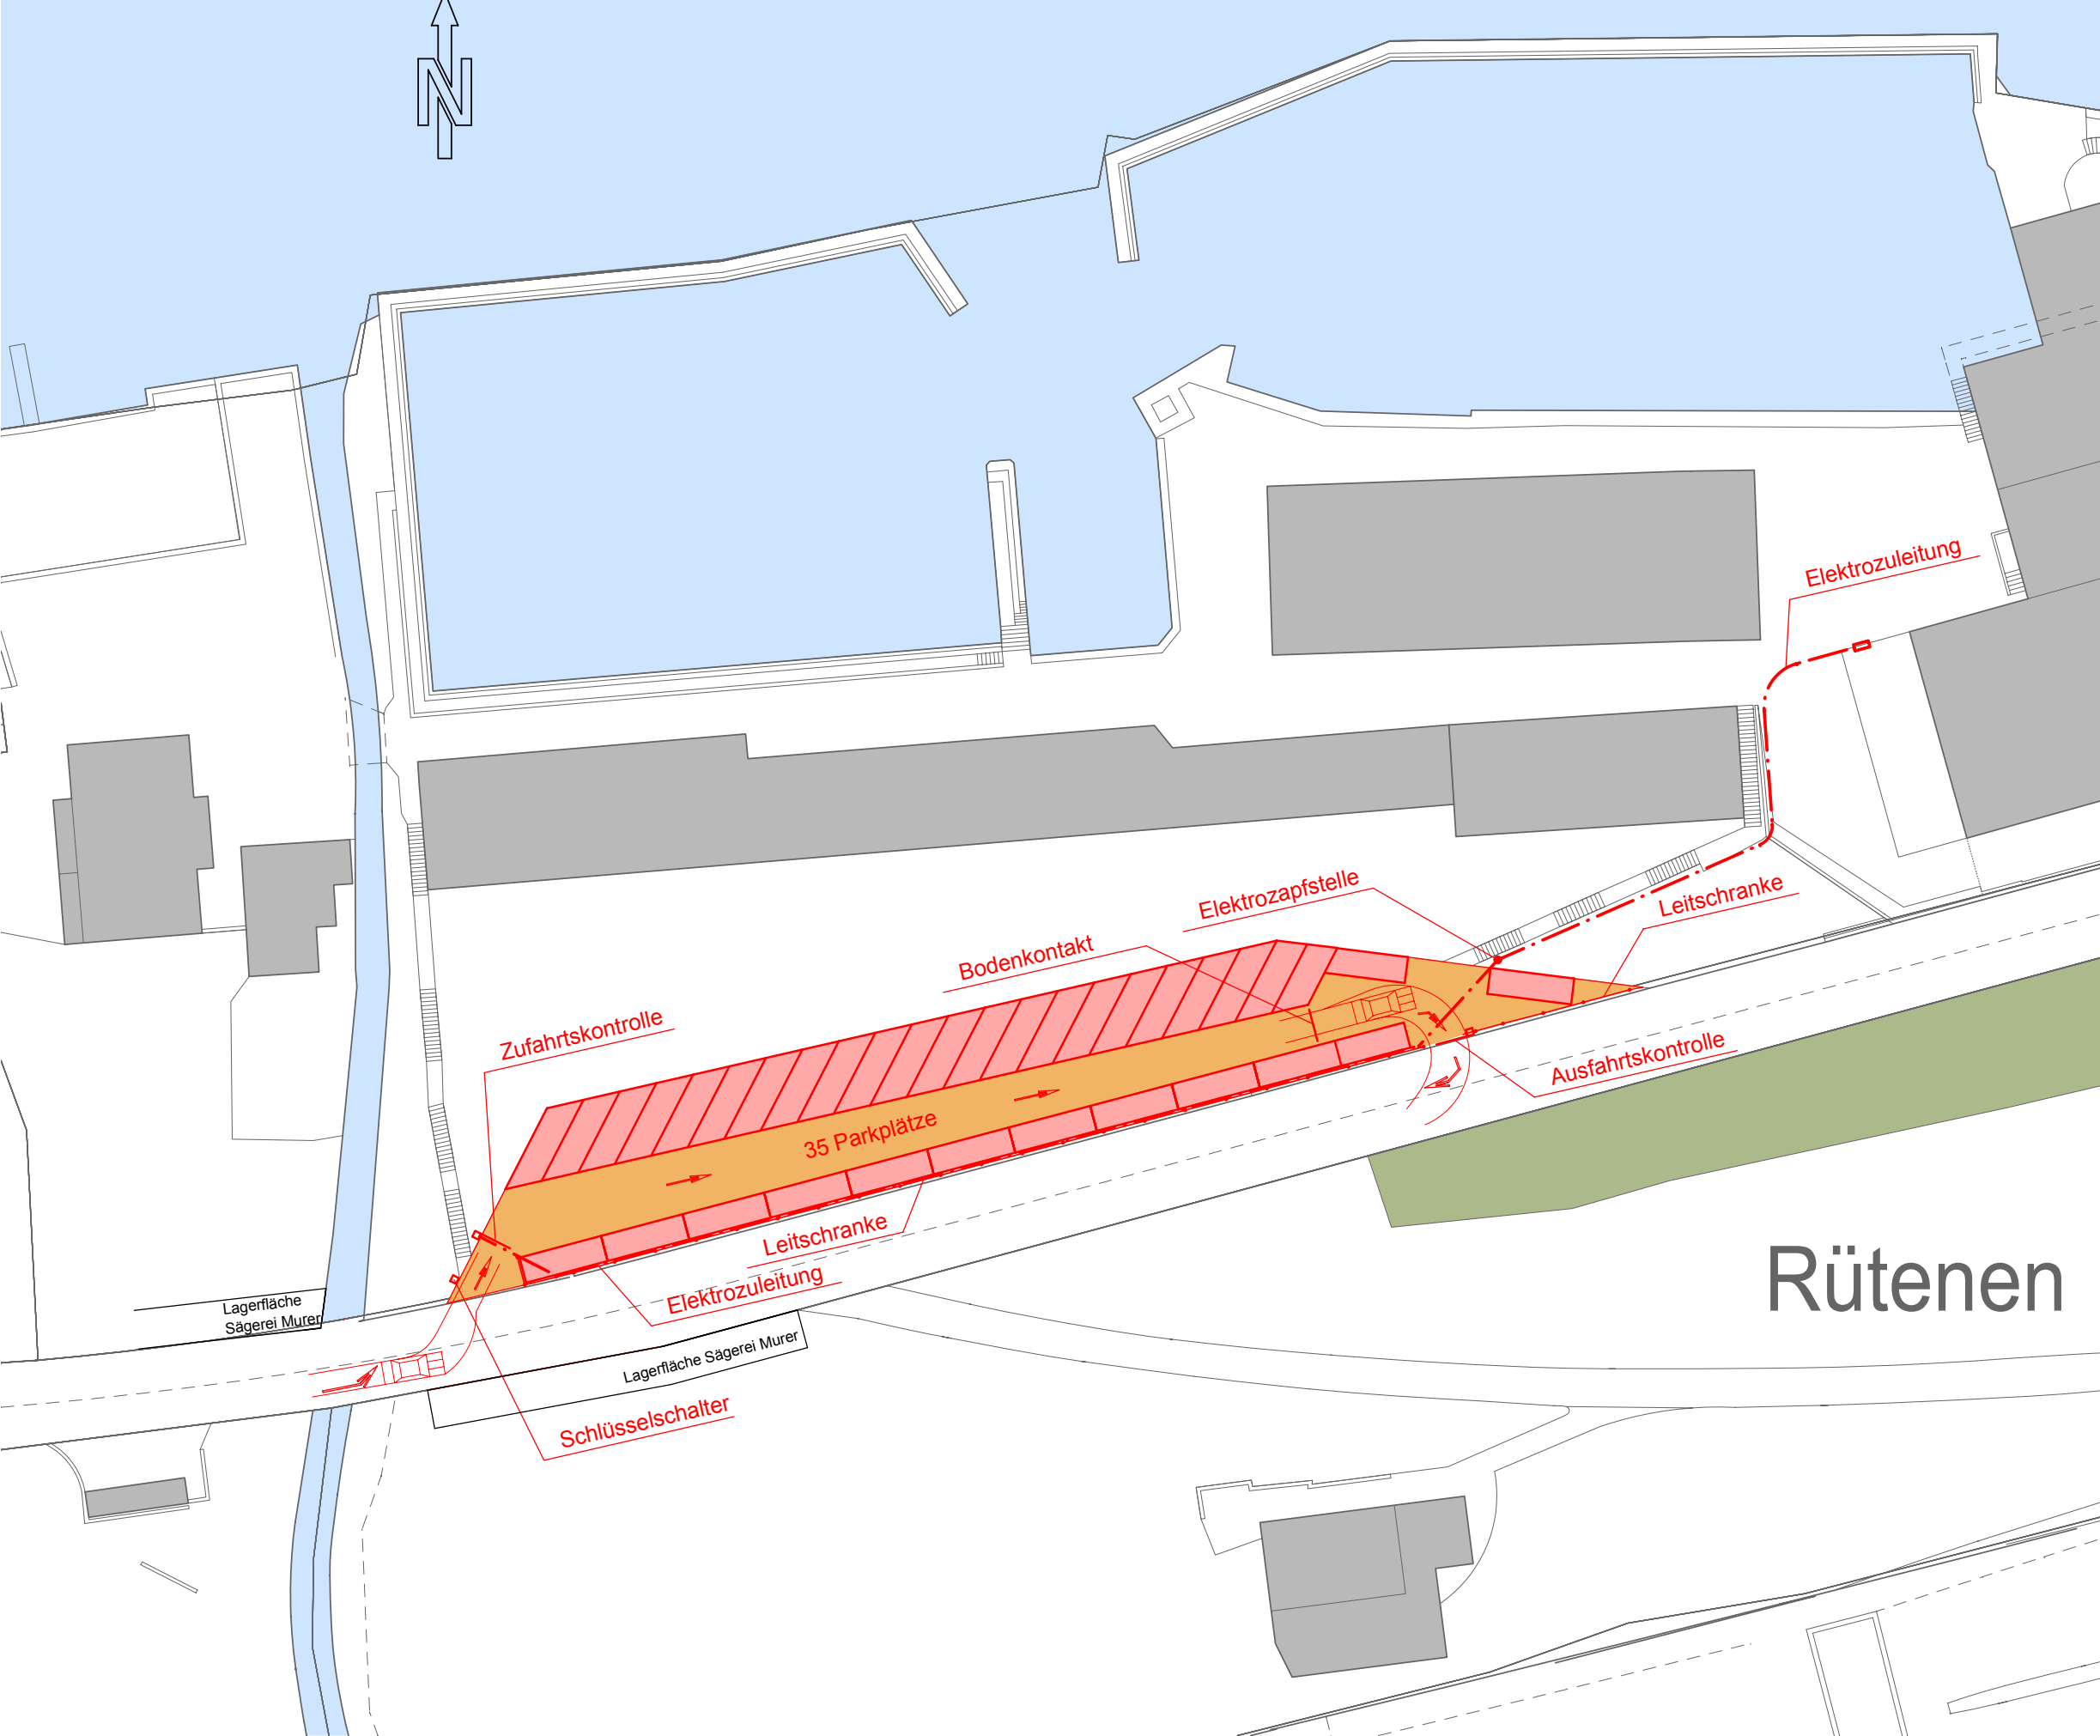 N
Elektrozuleitung
Elektrozapfstelle
Leitschranke
Bodenkontakt
Zufahrtskontrolle
Ausfahrtskontrolle
35 Parkplätze
Leitschranke
Elektrozuleitung
Rütenen
Lagerfläche
Sägerei Murer
Lagerfläche Sägerei Murer
Schlüsselschalter